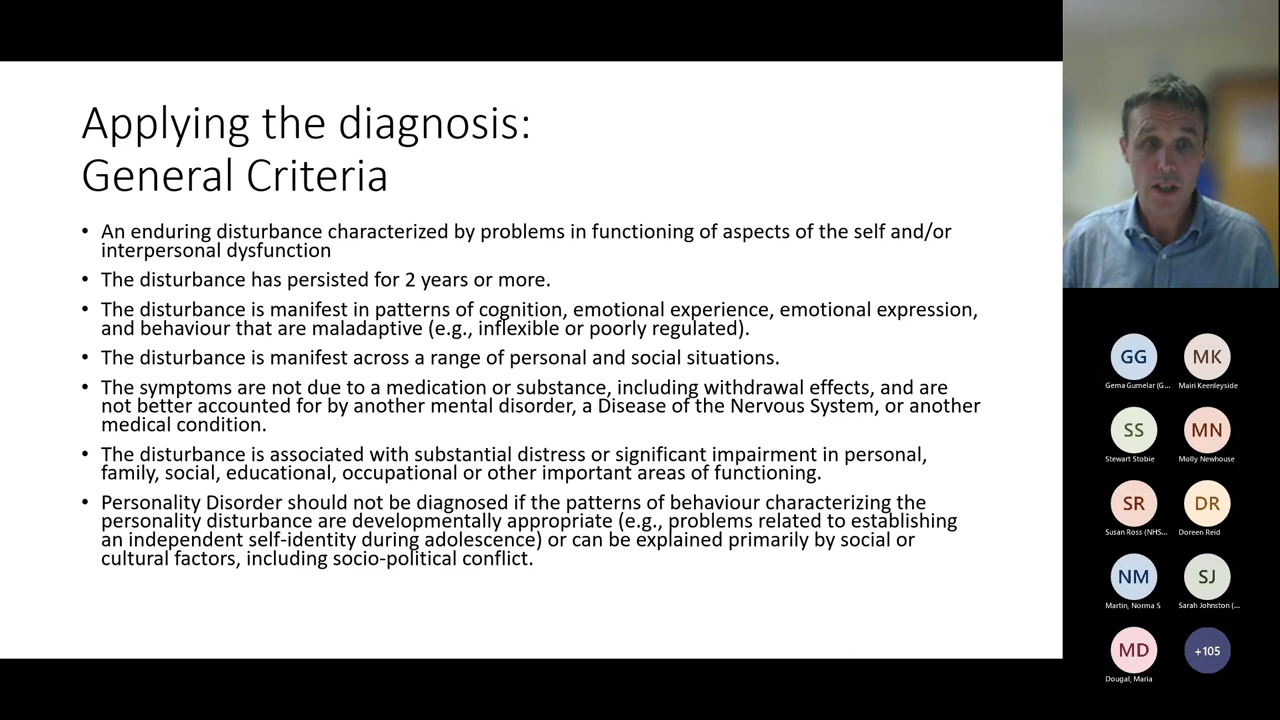 Applying the diagnosis:
General Criteria
• An enduring disturbance characterized by problems in functioning of aspects of the self and/or
interpersonal dysfunction
• The disturbance has persisted for 2 years or more.
• The disturbance is manifest in patterns of cognition, emotional experience, emotional expression,
and behaviour that are maladaptive (e.g., inflexible or poorly regulated).
• The disturbance is manifest across a range of personal and social situations.
• The symptoms are not due to a medication or substance, including withdrawal effects, and are
not better accounted for by another mental disorder, a Disease of the Nervous System, or another
medical condition.
• The disturbance is associated with substantial distress or significant impairment in personal,
family, social, educational, occupational or other important areas of functioning.
• Personality Disorder should not be diagnosed if the patterns of behaviour characterizing the
personality disturbance are developmentally appropriate (e.g., problems related to establishing
an independent self-identity during adolescence) or can be explained primarily by social or
cultural factors, including socio-political conflict.
GG MK
Gema Gumelar (G... Mairi Keenleyside
SS MN
Stewart Stobie Molly Newhouse
SR DR
Susan Ross (NHS... Doreen Reid
NM SJ
Martin, Norma S Sarah Johnston (...
MD +105
Dougal, Maria